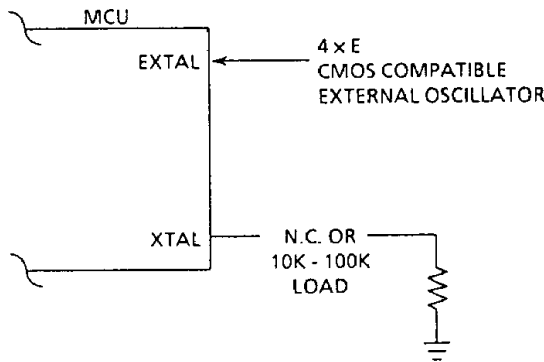 MCU
EXTAL
4 x E
CMOS COMPATIBLE
EXTERNAL OSCILLATOR
XTAL
N.C. OR
10K - 100K
LOAD